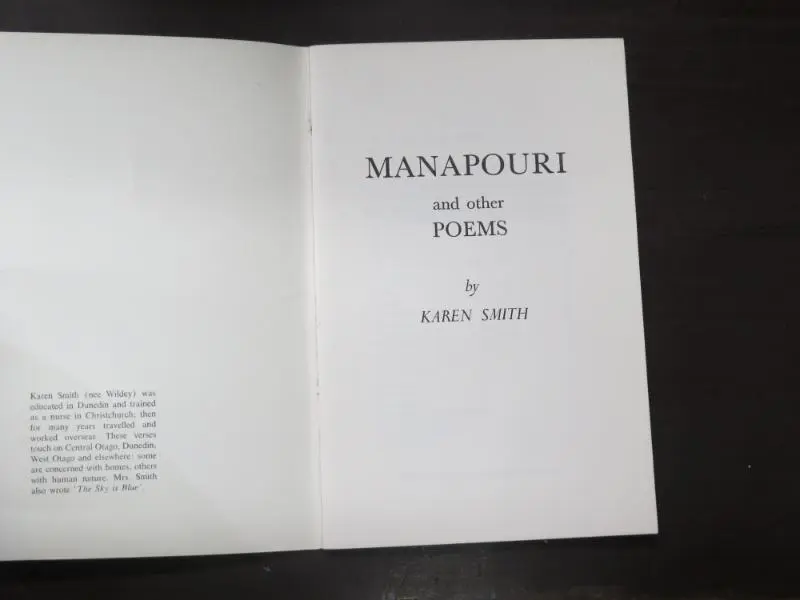 Karen Smith (nee Wildey) was
educated in Dunedin and trained
as a nurse in Christchurch; then
for many years travelled and
worked overseas. These verses
touch on Central Otago, Dunedin,
West Otago and elsewhere: some
are concerned with homes, others
with human nature. Mrs. Smith
also wrote 'The Sky is Blue'.
MANAPOURI
and other
POEMS
by
KAREN SMITH